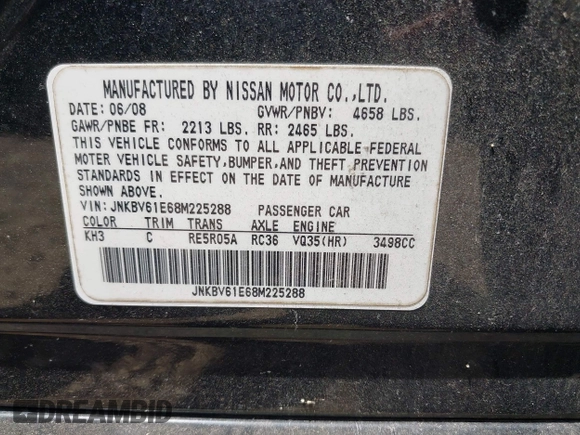 MANUFACTURED BY NISSAN MOTOR CO.,LTD.
DATE: 06/08 GVWR/PNBV: 4658 LBS.
GAWR/PNBE FR: 2213 LBS. RR: 2465 LBS.
THIS VEHICLE CONFORMS TO ALL APPLICABLE FEDERAL
MOTER VEHICLE SAFETY,BUMPER,AND THEFT PREVENTION
STANDARDS IN EFFECT ON THE DATE OF MANUFACTURE
SHOWN ABOVE.
VIN:JNKBV61E68M225288 PASSENGER CAR
COLOR TRIM TRANS AXLE ENGINE
KH3 C RE5R05A RC36 VQ35(HR) 3498CC
JNKBV61E68M225288
DREAMBID